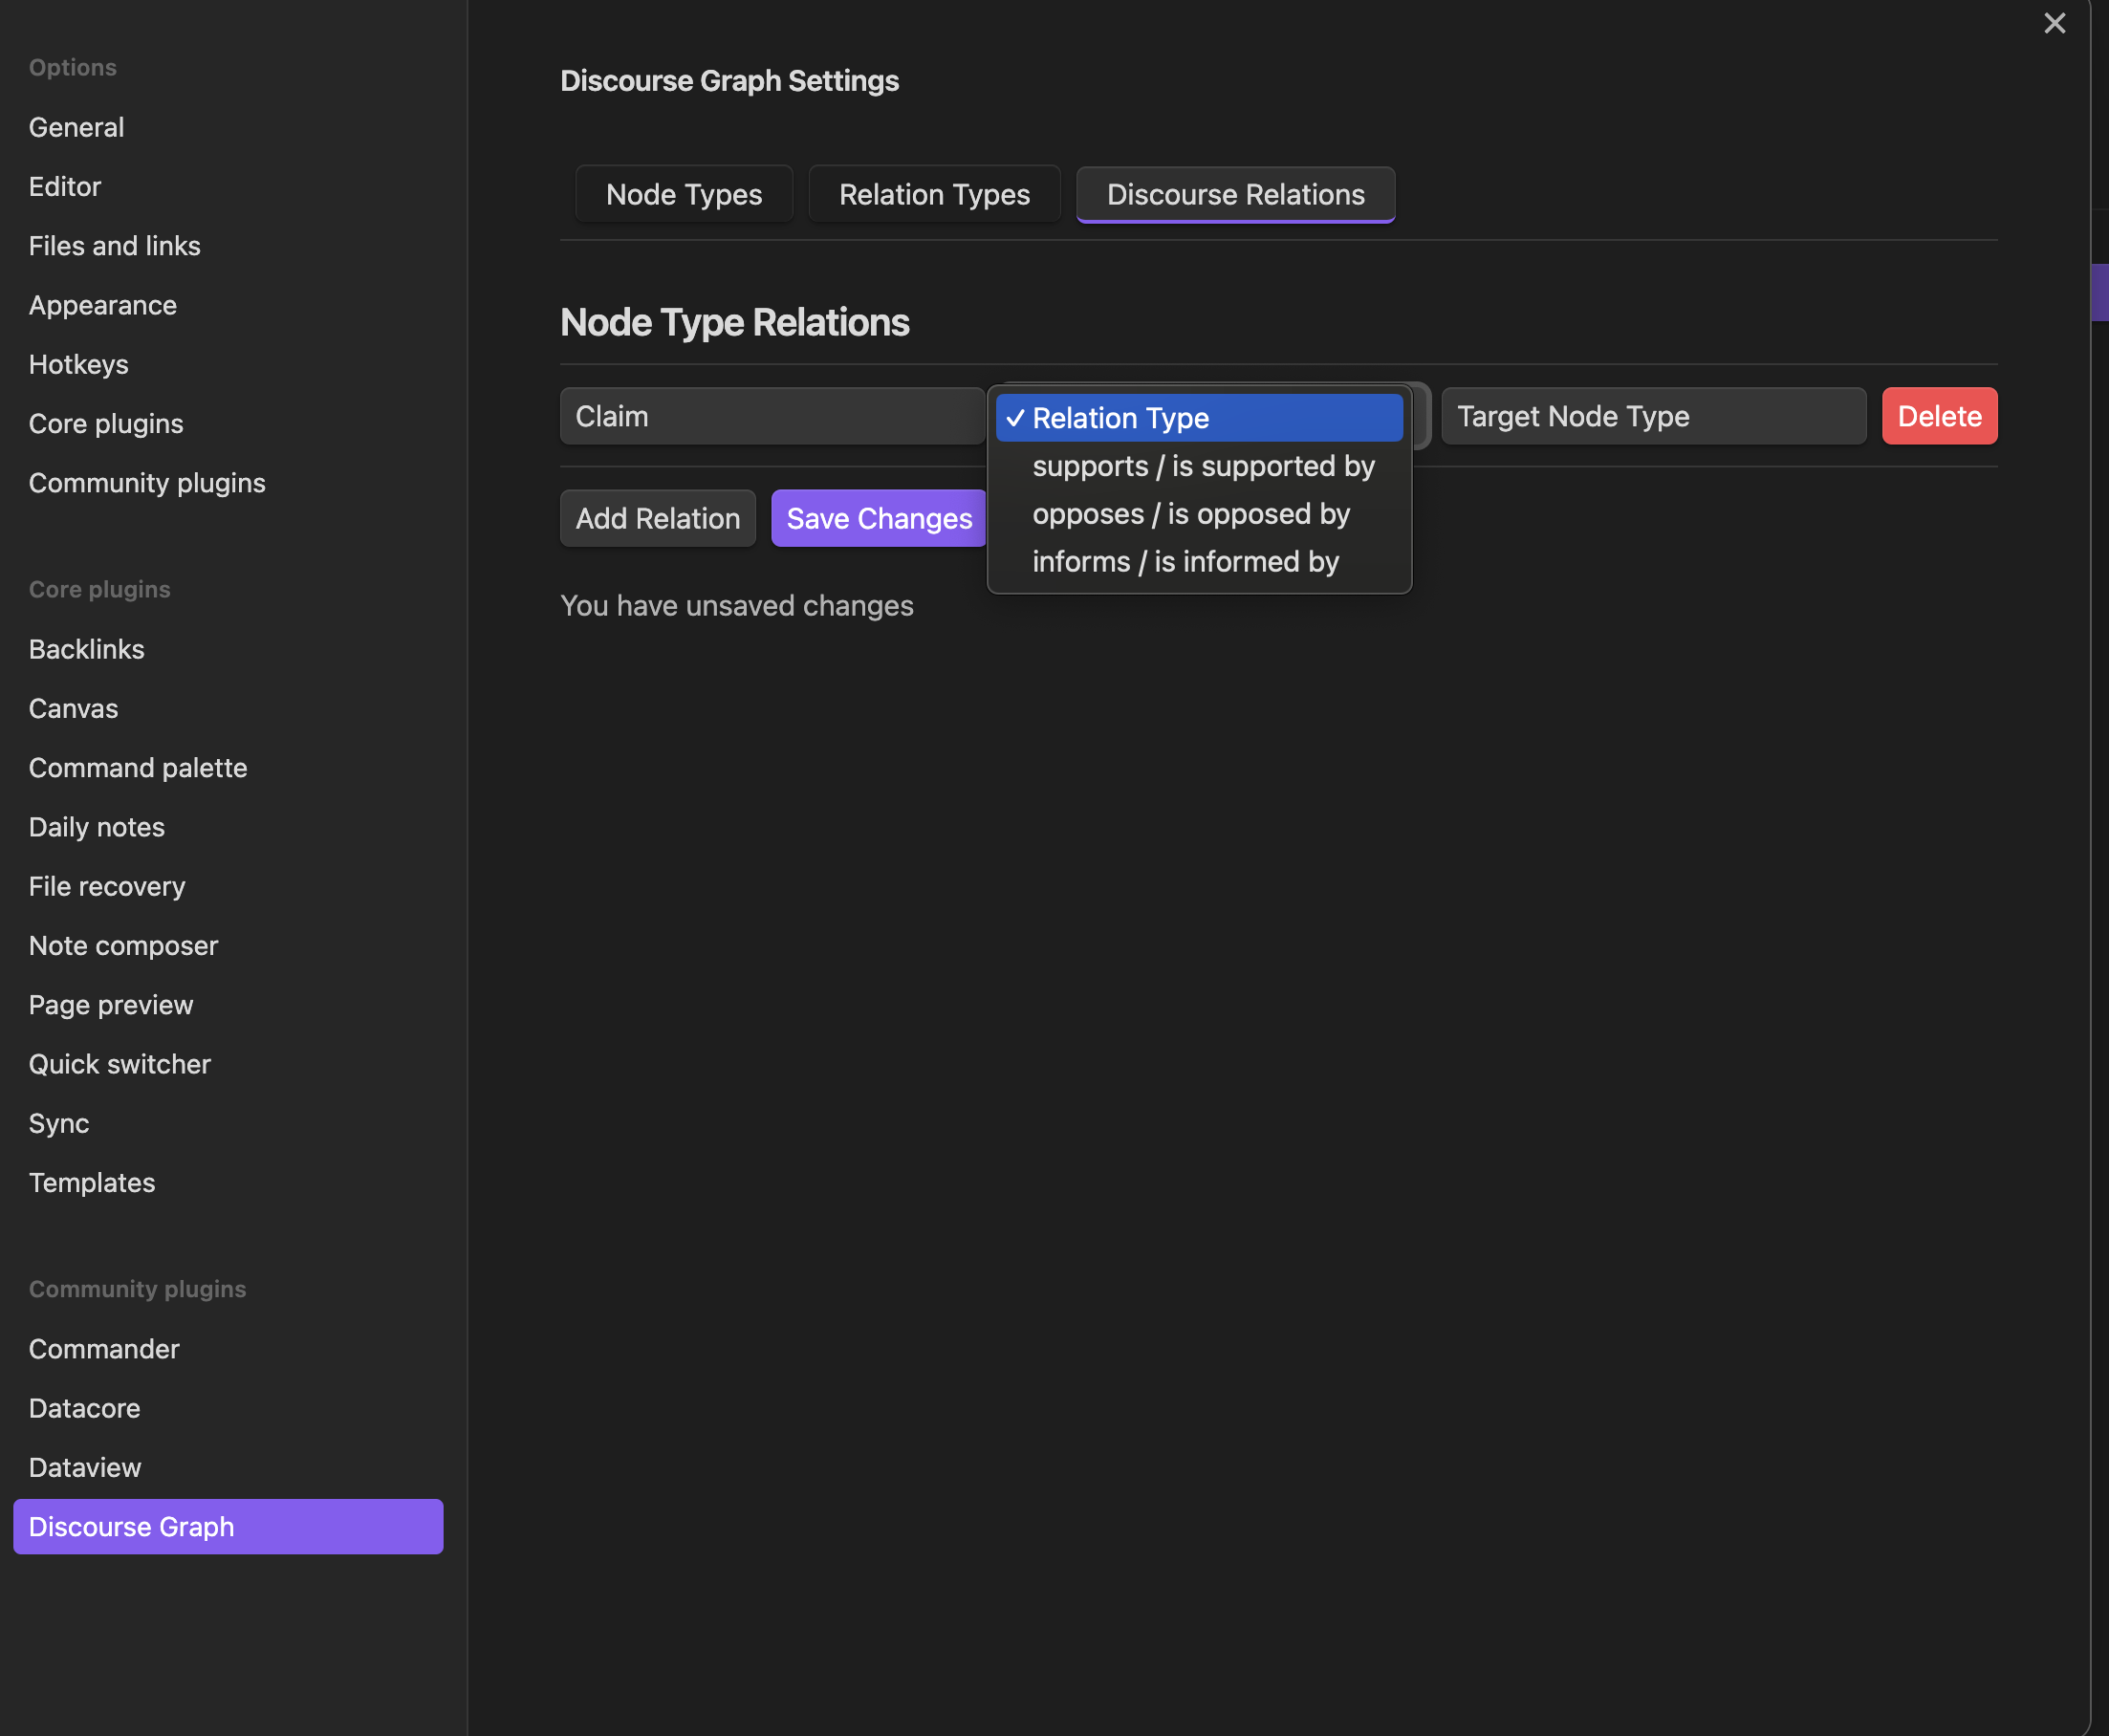 Options
General
Editor
Files and links
Appearance
Hotkeys
Core plugins
Community plugins
Core plugins
Backlinks
Canvas
Command palette
Daily notes
File recovery
Note composer
Page preview
Quick switcher
Sync
Templates
Community plugins
Commander
Datacore
Dataview
Discourse Graph
Discourse Graph Settings
Node Types Relation Types Discourse Relations
Node Type Relations
Claim ✓ Relation Type Target Node Type Delete
supports / is supported by
opposes / is opposed by
informs / is informed by
Add Relation Save Changes
You have unsaved changes